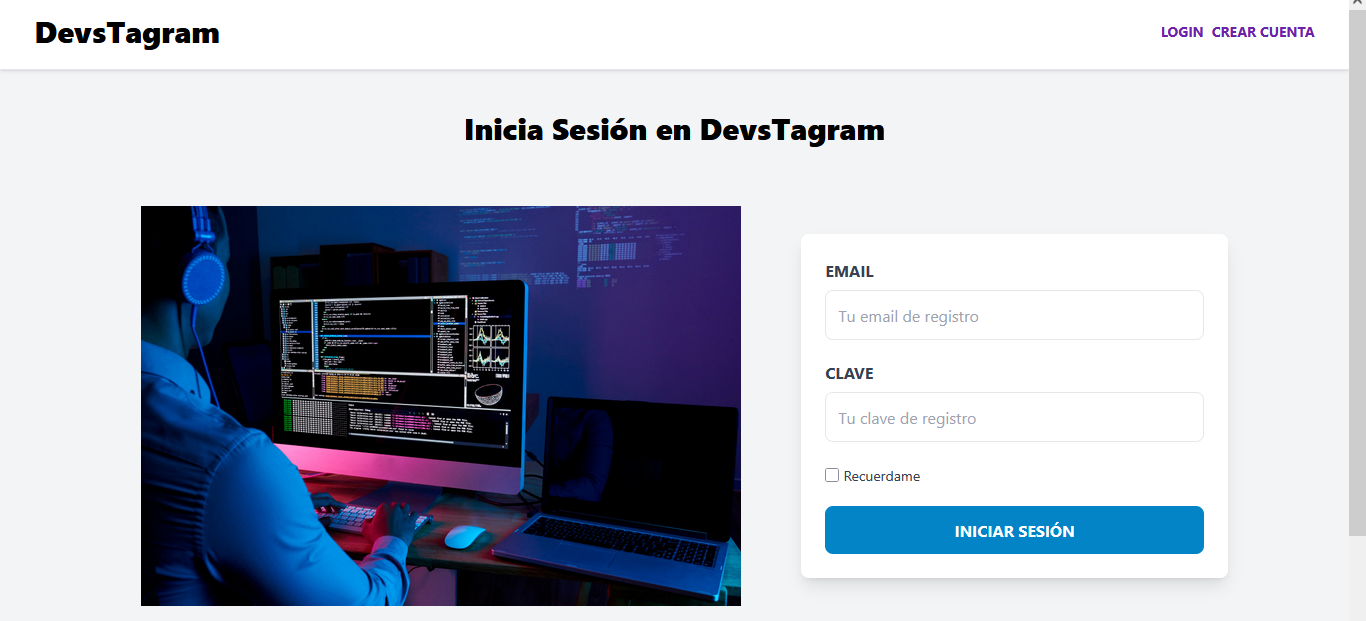 DevsTagram
LOGIN CREAR CUENTA
Inicia Sesión en DevsTagram
EMAIL
Tu email de registro
CLAVE
Tu clave de registro
Recuerdame
INICIAR SESIÓN